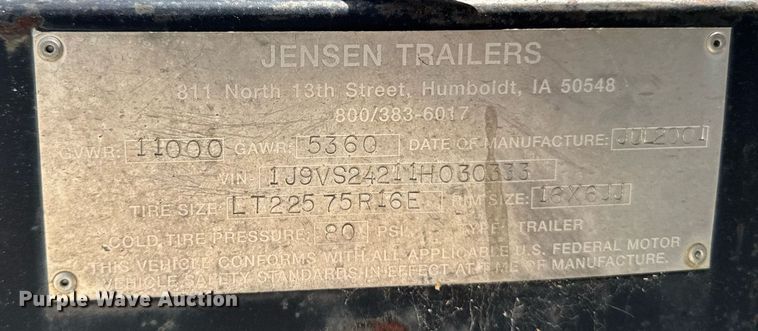 JENSEN TRAILERS
811 North 13th Street, Humboldt, IA 50548
800/383-6017
GVWR: 11000 GAWR: 5360 DATE OF MANUFACTURE: JUL2001
VIN: 1J9VS24211H030333
TIRE SIZE: LT225 75R16E RIM SIZE: 16X6JJ
COLD TIRE PRESSURE: 80 PSI TYPE: TRAILER
THIS VEHICLE CONFORMS WITH ALL APPLICABLE U.S. FEDERAL MOTOR
VEHICLE SAFETY STANDARDS IN EFFECT AT TIME OF MANUFACTURE.
Purple Wave Auction